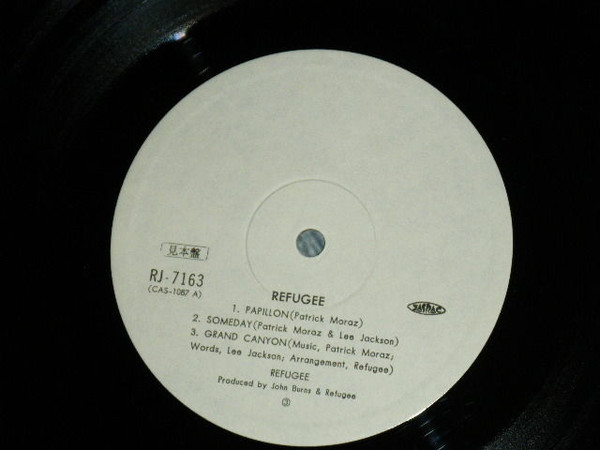 見本盤
RJ-7163
(CAS-1087 A)
REFUGEE
1. PAPILLON(Patrick Moraz)
2. SOMEDAY(Patrick Moraz & Lee Jackson)
3. GRAND CANYON(Music, Patrick Moraz;
Words, Lee Jackson; Arrangement, Refugee)
REFUGEE
Produced by John Burns & Refugee
③